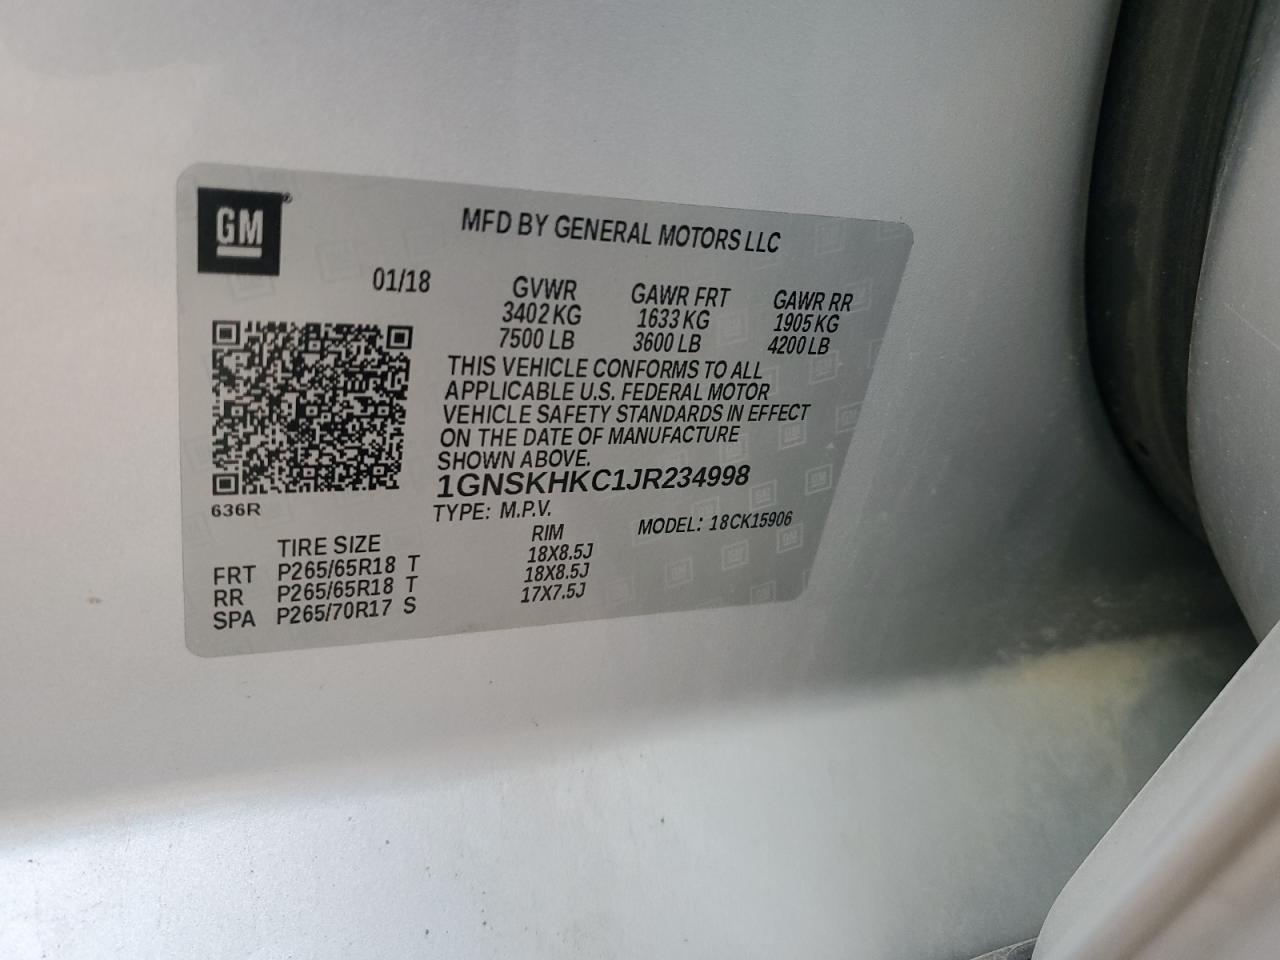 GM
MFD BY GENERAL MOTORS LLC
01/18 GVWR GAWR FRT GAWR RR
3402 KG 1633 KG 1905 KG
7500 LB 3600 LB 4200 LB
THIS VEHICLE CONFORMS TO ALL
APPLICABLE U.S. FEDERAL MOTOR
VEHICLE SAFETY STANDARDS IN EFFECT
ON THE DATE OF MANUFACTURE
SHOWN ABOVE.
1GNSKHKC1JR234998
636R
TYPE: M.P.V. MODEL: 18CK15906
TIRE SIZE RIM
FRT P265/65R18 T 18X8.5J
RR P265/65R18 T 18X8.5J
SPA P265/70R17 S 17X7.5J